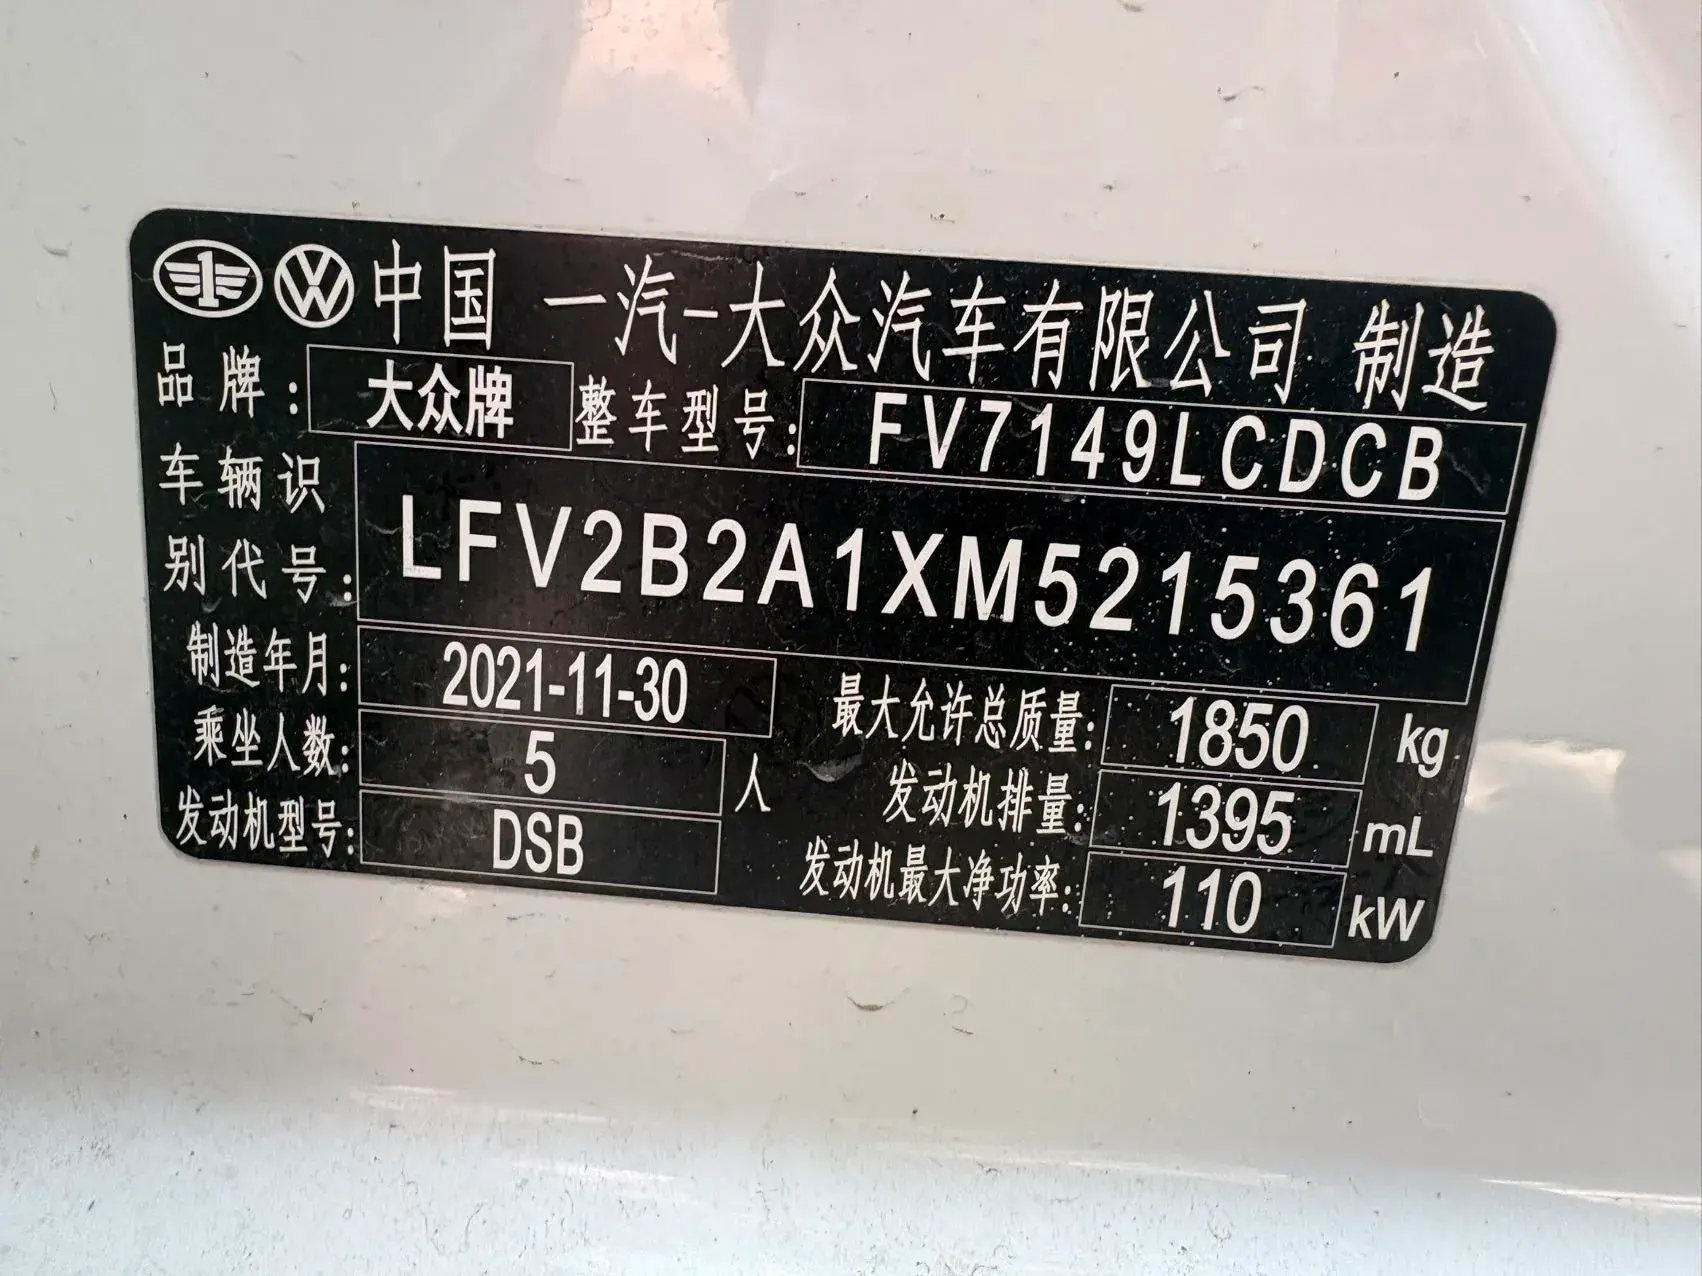 中国 一汽-大众汽车有限公司 制造
品牌: 大众牌 整车型号: FV7149LCDCB
车辆识别代号: LFV2B2A1XM5215361
制造年月: 2021-11-30
最大允许总质量: 1850 kg
乘坐人数: 5 人
发动机排量: 1395 mL
发动机型号: DSB
发动机最大净功率: 110 kW